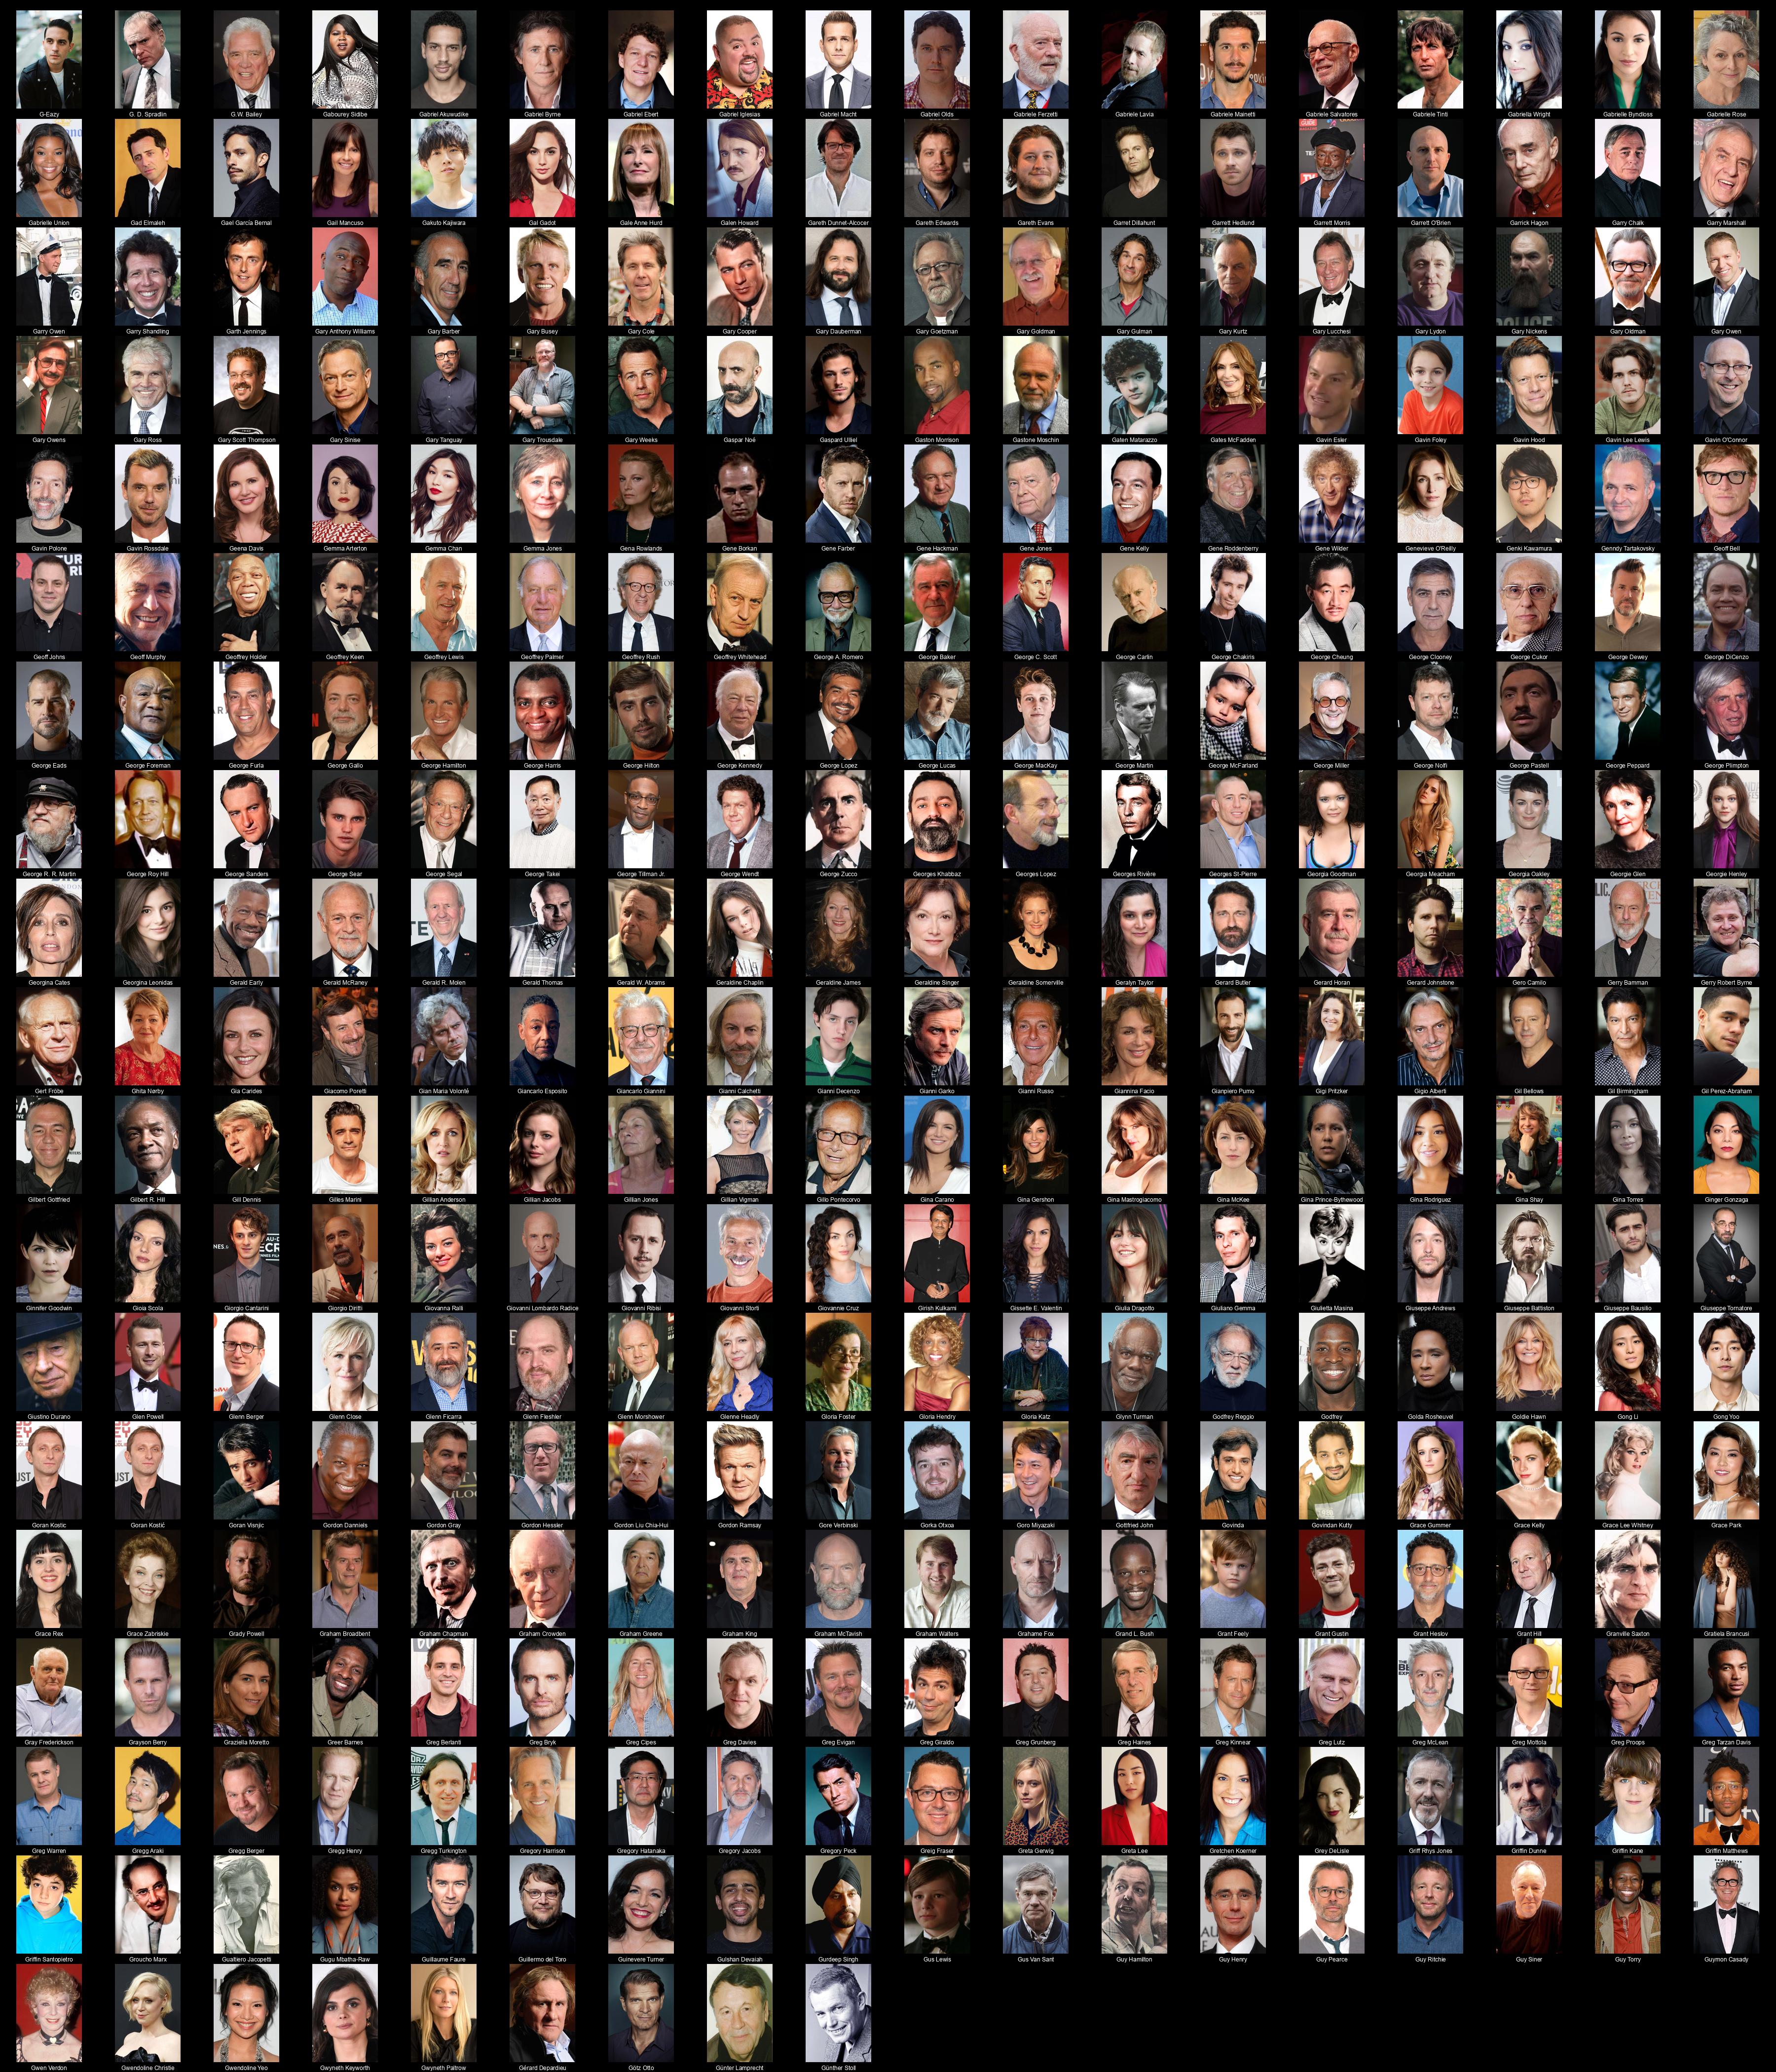 G-Eazy
G. D. Spradlin
G.W. Bailey
Gabourey Sidibe
Gabriel Akuwudike
Gabriel Byrne
Gabriel Ebert
Gabriel Iglesias
Gabriel Macht
Gabriel Olds
Gabriele Ferzetti
Gabriele Lavia
Gabriele Mainetti
Gabriele Salvatores
Gabriele Tinti
Gabriella Wright
Gabrielle Byndloss
Gabrielle Rose
Gabrielle Union
Gad Elmaleh
Gael García Bernal
Gail Mancuso
Gakuto Kajiwara
Gal Gadot
Gale Anne Hurd
Galen Howard
Gareth Dunnet-Alcocer
Gareth Edwards
Gareth Evans
Garret Dillahunt
Garrett Hedlund
Garrett Morris
Garrett O'Brien
Garrick Hagon
Garry Chalk
Garry Marshall
Garry Owen
Garry Shandling
Garth Jennings
Gary Anthony Williams
Gary Barber
Gary Busey
Gary Cole
Gary Cooper
Gary Dauberman
Gary Goetzman
Gary Goldman
Gary Gulman
Gary Kurtz
Gary Lucchesi
Gary Lydon
Gary Nickens
Gary Oldman
Gary Owen
Gary Owens
Gary Ross
Gary Scott Thompson
Gary Sinise
Gary Tanguay
Gary Trousdale
Gary Weeks
Gaspar Noé
Gaspard Ulliel
Gaston Morrison
Gastone Moschin
Gaten Matarazzo
Gates McFadden
Gavin Esler
Gavin Foley
Gavin Hood
Gavin Lee Lewis
Gavin O'Connor
Gavin Polone
Gavin Rossdale
Geena Davis
Gemma Arterton
Gemma Chan
Gemma Jones
Gena Rowlands
Gene Borkan
Gene Farber
Gene Hackman
Gene Jones
Gene Kelly
Gene Roddenberry
Gene Wilder
Genevieve O'Reilly
Genki Kawamura
Genndy Tartakovsky
Geoff Bell
Geoff Johns
Geoff Murphy
Geoffrey Holder
Geoffrey Keen
Geoffrey Lewis
Geoffrey Palmer
Geoffrey Rush
Geoffrey Whitehead
George A. Romero
George Baker
George C. Scott
George Carlin
George Chakiris
George Cheung
George Clooney
George Cukor
George Dewey
George DiCenzo
George Eads
George Foreman
George Furla
George Gallo
George Hamilton
George Harris
George Hilton
George Kennedy
George Lopez
George Lucas
George MacKay
George Martin
George McFarland
George Miller
George Nolfi
George Pastell
George Peppard
George Plimpton
George R. R. Martin
George Roy Hill
George Sanders
George Sear
George Segal
George Takei
George Tillman Jr.
George Wendt
George Zucco
Georges Khabbaz
Georges Lopez
Georges Rivière
Georges St-Pierre
Georgia Goodman
Georgia Meacham
Georgia Oakley
Georgie Glen
Georgie Henley
Georgina Cates
Georgina Leonidas
Gerald Early
Gerald McRaney
Gerald R. Molen
Gerald Thomas
Gerald W. Abrams
Geraldine Chaplin
Geraldine James
Geraldine Singer
Geraldine Somerville
Geralyn Taylor
Gerard Butler
Gerard Horan
Gerard Johnstone
Gero Camilo
Gerry Bamman
Gerry Robert Byrne
Gert Fröbe
Ghita Nørby
Gia Carides
Giacomo Poretti
Gian Maria Volonté
Giancarlo Esposito
Giancarlo Giannini
Gianni Calchetti
Gianni Decenzo
Gianni Garko
Gianni Russo
Giannina Facio
Gianpiero Pumo
Gigi Pritzker
Gigio Alberti
Gil Bellows
Gil Birmingham
Gil Perez-Abraham
Gilbert Gottfried
Gilbert R. Hill
Gill Dennis
Gilles Marini
Gillian Anderson
Gillian Jacobs
Gillian Jones
Gillian Vigman
Gillo Pontecorvo
Gina Carano
Gina Gershon
Gina Mastrogiacomo
Gina McKee
Gina Prince-Bythewood
Gina Rodriguez
Gina Shay
Gina Torres
Ginger Gonzaga
Ginnifer Goodwin
Gioia Scola
Giorgio Cantarini
Giorgio Diritti
Giovanna Ralli
Giovanni Lombardo Radice
Giovanni Ribisi
Giovanni Storti
Giovannie Cruz
Girish Kulkarni
Gissette E. Valentin
Giulia Dragotto
Giuliano Gemma
Giulietta Masina
Giuseppe Andrews
Giuseppe Battiston
Giuseppe Bausilio
Giuseppe Tornatore
Giustino Durano
Glen Powell
Glenn Berger
Glenn Close
Glenn Ficarra
Glenn Fleshler
Glenn Morshower
Glenne Headly
Gloria Foster
Gloria Hendry
Gloria Katz
Glynn Turman
Godfrey Reggio
Godfrey
Golda Rosheuvel
Goldie Hawn
Gong Li
Gong Yoo
Goran Kostic
Goran Kostić
Goran Visnjic
Gordon Danniels
Gordon Gray
Gordon Hessler
Gordon Liu Chia-Hui
Gordon Ramsay
Gore Verbinski
Gorka Otxoa
Goro Miyazaki
Gottfried John
Govinda
Govindan Kutty
Grace Gummer
Grace Kelly
Grace Lee Whitney
Grace Park
Grace Rex
Grace Zabriskie
Grady Powell
Graham Broadbent
Graham Chapman
Graham Crowden
Graham Greene
Graham King
Graham McTavish
Graham Walters
Grahame Fox
Grand L. Bush
Grant Feely
Grant Gustin
Grant Heslov
Grant Hill
Granville Saxton
Gratiela Brancusi
Gray Frederickson
Grayson Berry
Graziella Moretto
Greer Barnes
Greg Berlanti
Greg Bryk
Greg Cipes
Greg Davies
Greg Evigan
Greg Giraldo
Greg Grunberg
Greg Haines
Greg Kinnear
Greg Lutz
Greg McLean
Greg Mottola
Greg Proops
Greg Tarzan Davis
Greg Warren
Gregg Araki
Gregg Berger
Gregg Henry
Gregg Turkington
Gregory Harrison
Gregory Hatanaka
Gregory Jacobs
Gregory Peck
Greig Fraser
Greta Gerwig
Greta Lee
Gretchen Koerner
Grey DeLisle
Griff Rhys Jones
Griffin Dunne
Griffin Kane
Griffin Matthews
Griffin Santopietro
Groucho Marx
Gualtiero Jacopetti
Gugu Mbatha-Raw
Guillaume Faure
Guillermo del Toro
Guinevere Turner
Gulshan Devaiah
Gurdeep Singh
Gus Lewis
Gus Van Sant
Guy Hamilton
Guy Henry
Guy Pearce
Guy Ritchie
Guy Siner
Guy Torry
Guymon Casady
Gwen Verdon
Gwendoline Christie
Gwendoline Yeo
Gwyneth Keyworth
Gwyneth Paltrow
Gérard Depardieu
Götz Otto
Günter Lamprecht
Günther Stoll